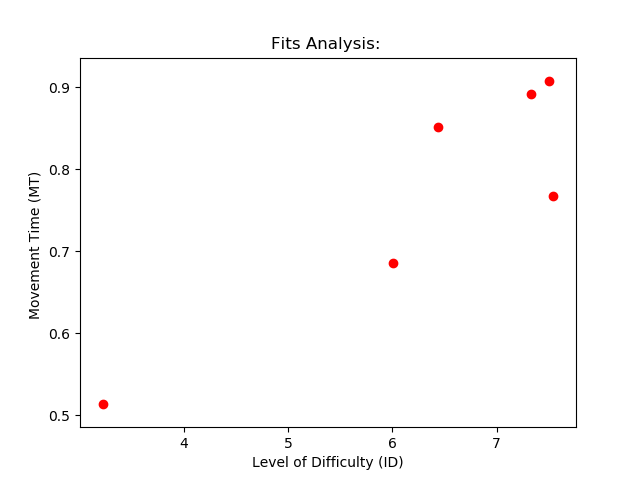 Fits Analysis:
0.9
0.8
0.7
0.6
0.5
Movement Time (MT)
4 5 6 7
Level of Difficulty (ID)